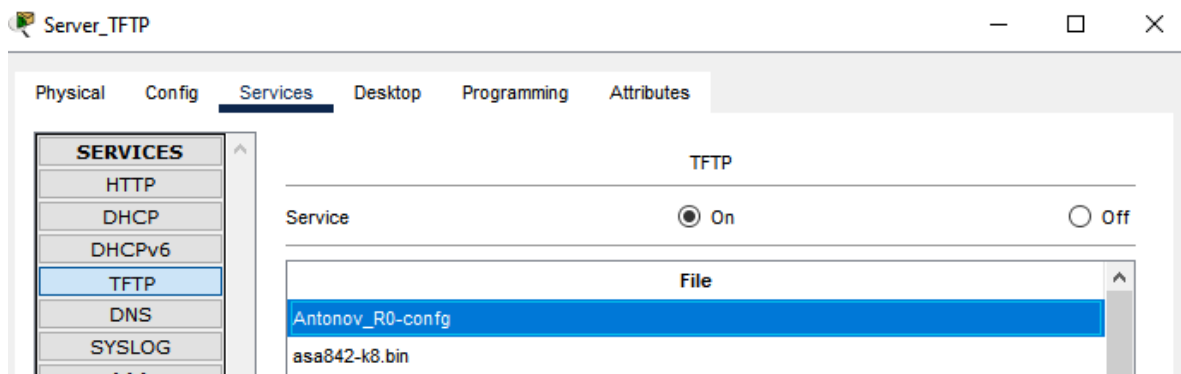 Server_TFTP
Physical Config Services Desktop Programming Attributes
SERVICES
HTTP
DHCP
DHCPv6
TFTP
DNS
SYSLOG
TFTP
Service On Off
File
Antonov_R0-confg
asa842-k8.bin